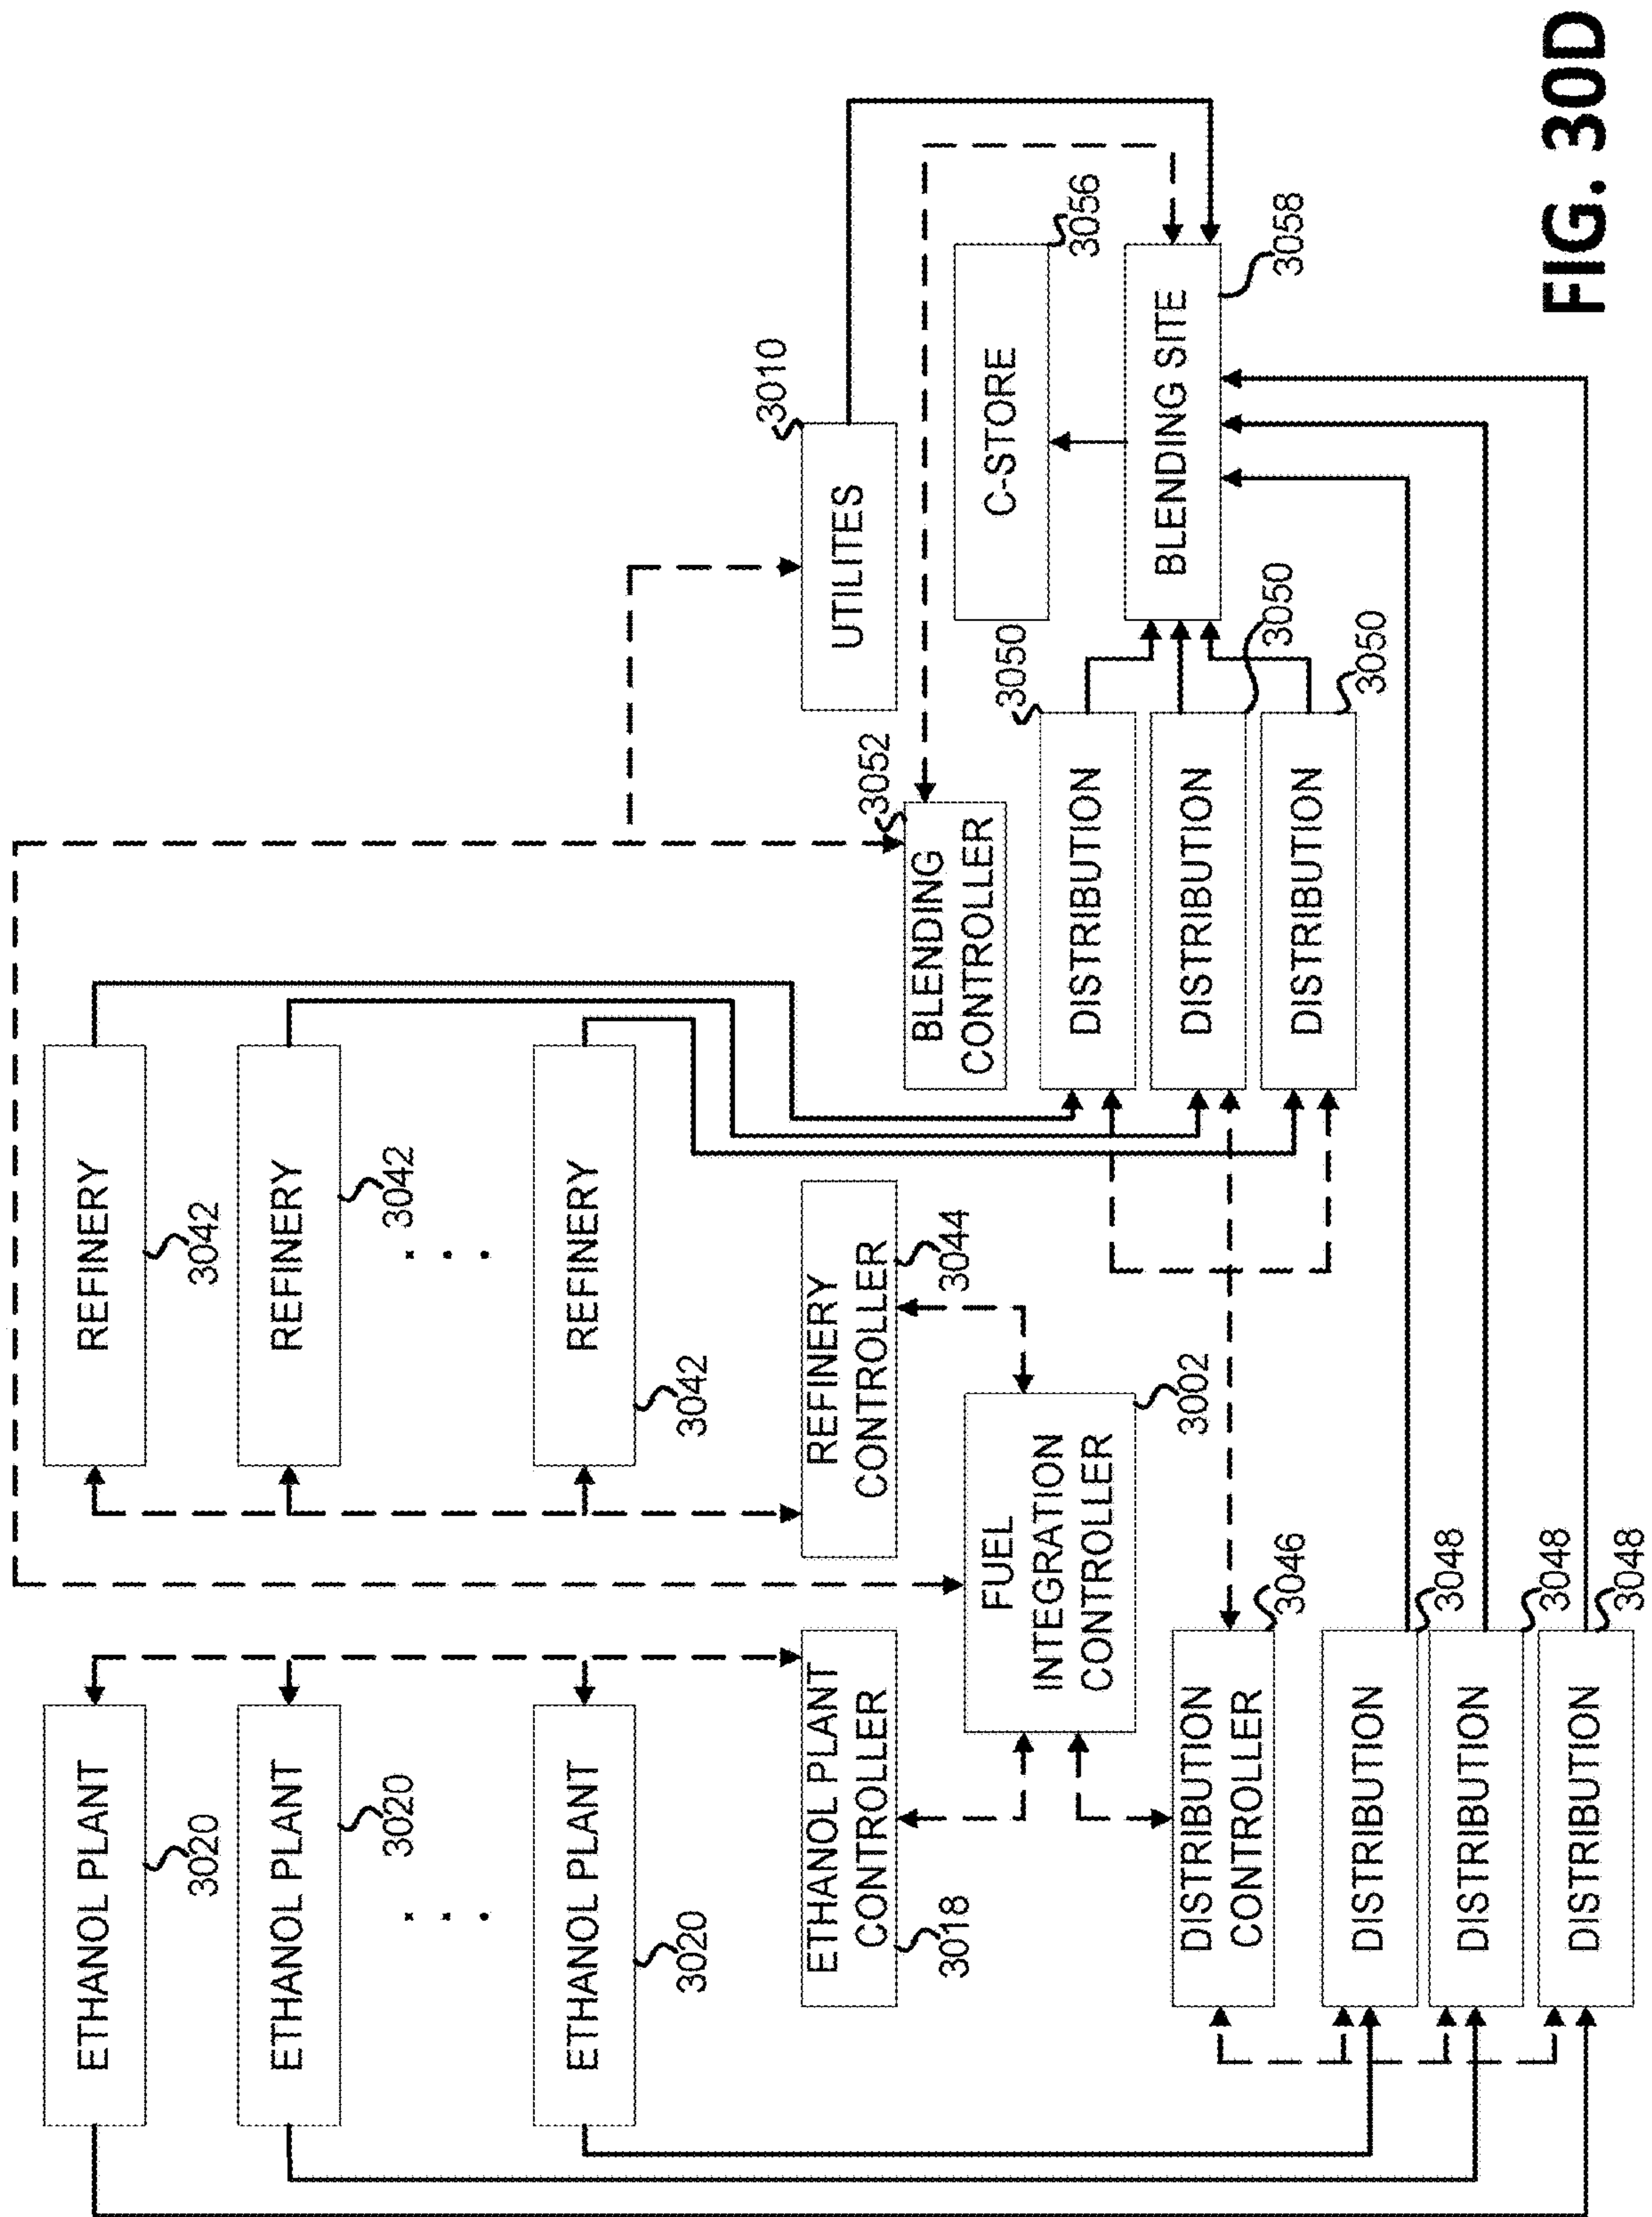 ETHANOL PLANT
3020
ETHANOL PLANT
3020
. . .
ETHANOL PLANT
3020
REFINERY
3042
REFINERY
3042
. . .
REFINERY
3042
ETHANOL PLANT
CONTROLLER
3018
REFINERY
CONTROLLER
3044
UTILITES
3010
FUEL
INTEGRATION
CONTROLLER
3002
BLENDING
CONTROLLER
3052
C-STORE
3056
DISTRIBUTION
CONTROLLER
3046
DISTRIBUTION
3050
DISTRIBUTION
3050
DISTRIBUTION
3050
BLENDING SITE
3058
DISTRIBUTION
3048
DISTRIBUTION
3048
DISTRIBUTION
3048
FIG. 30D